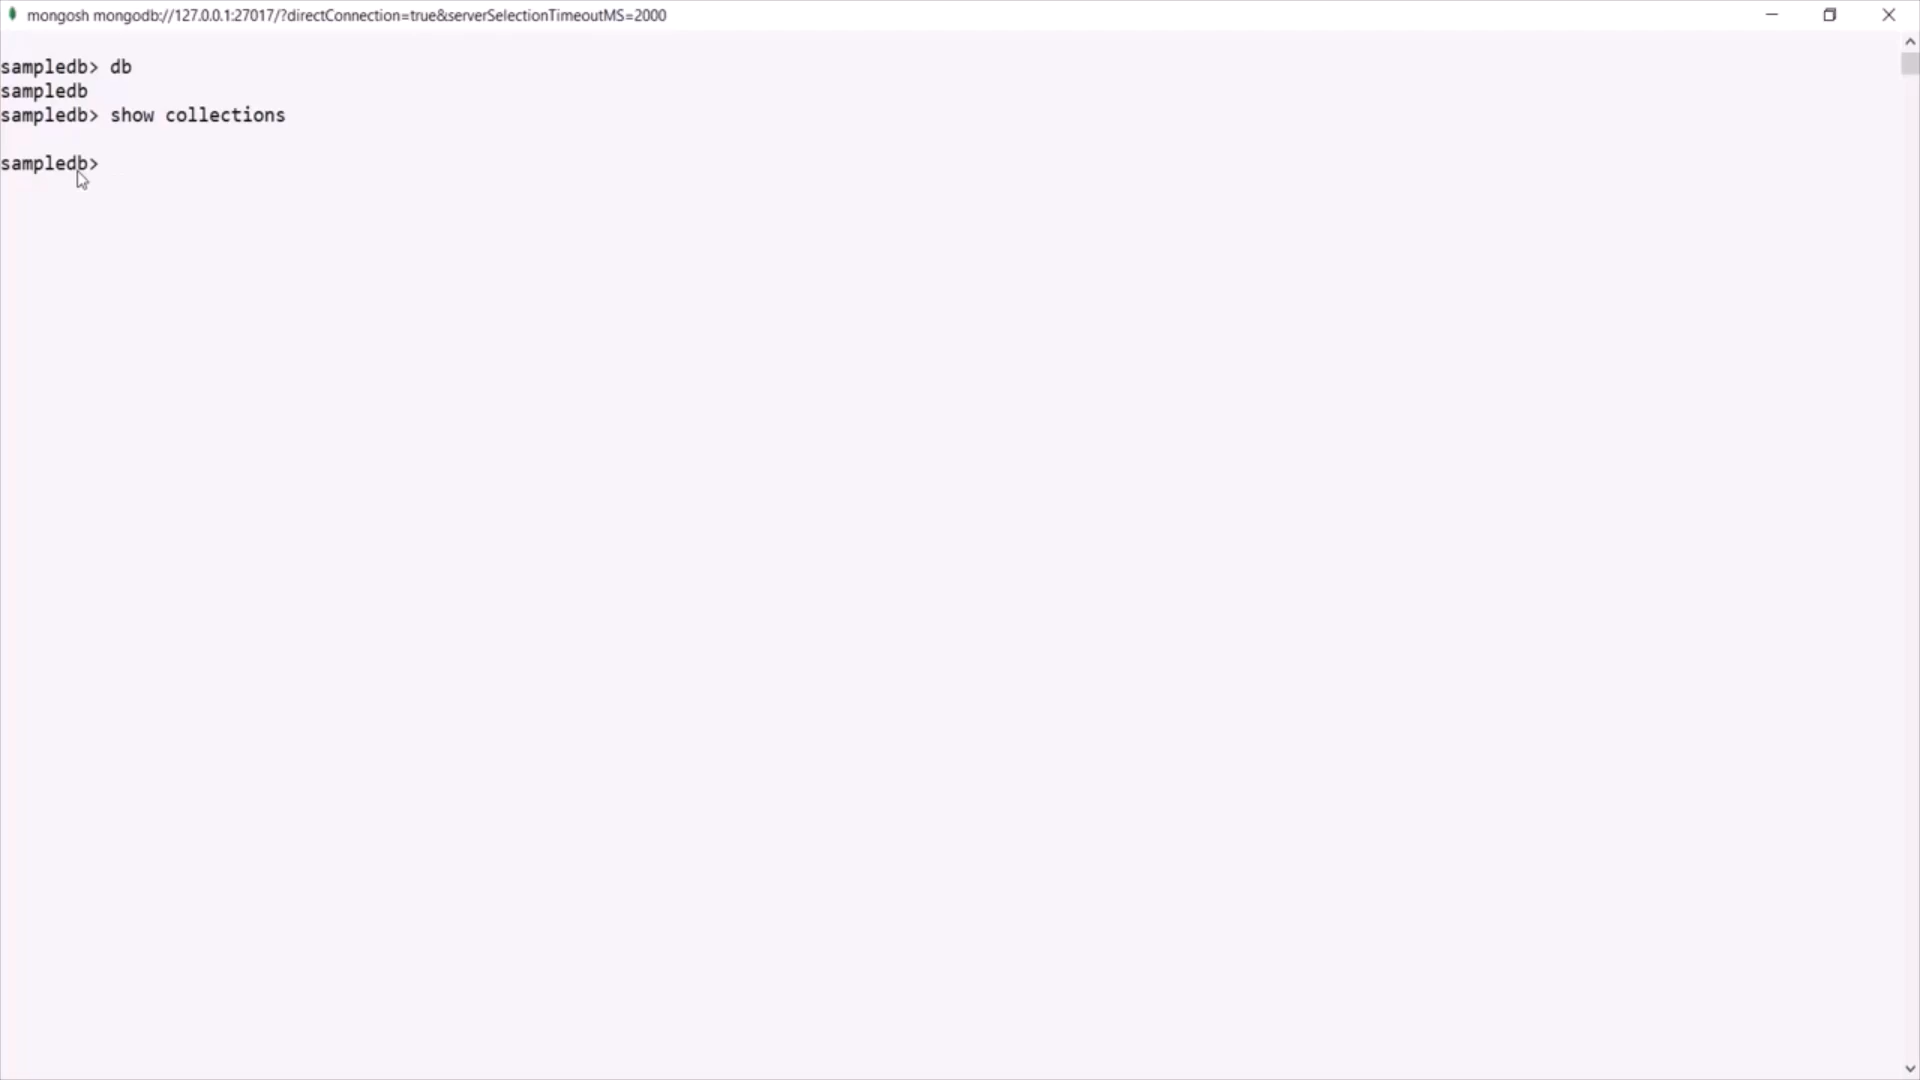 mongosh mongodb://127.0.0.1:27017/?directConnection=true&serverSelectionTimeoutMS=2000
sampledb> db
sampledb
sampledb> show collections
sampledb>